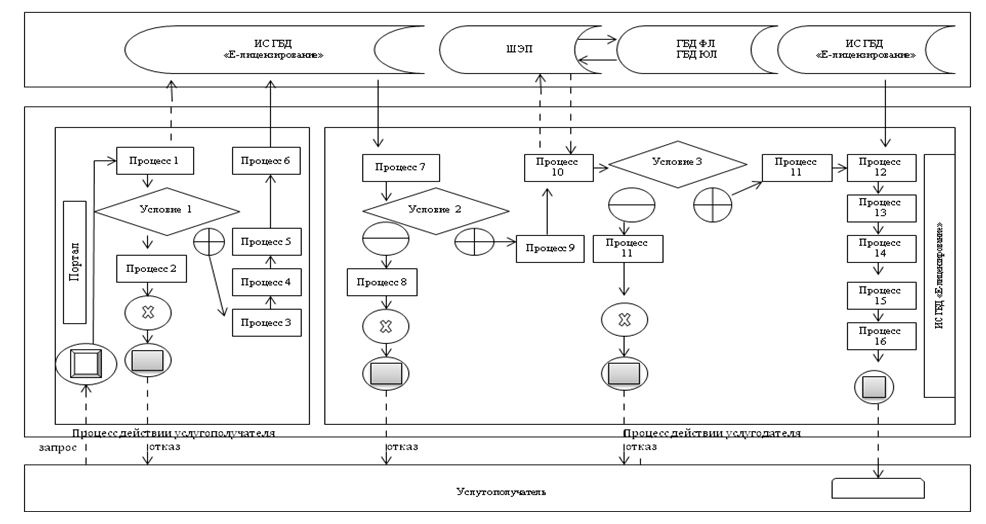 ИС ГБД
«Е-лицензирование»
ШЭП
ГБД ФЛ
ГБД ЮЛ
ИС ГБД
«Е-лицензирование»
Портал
Процесс 1
Условие 1
Процесс 2
Процесс 6
Процесс 5
Процесс 4
Процесс 3
Процесс 7
Условие 2
Процесс 8
Процесс 9
Процесс
10
Условие 3
Процесс
11
Процесс
11
Процесс
12
Процесс
13
Процесс
14
Процесс
15
Процесс
16
ИС ГБД «Е-лицензирование»
Процесс действии услугополучателя
Процесс действии услугодателя
запрос
отказ
отказ
отказ
Услугополучатель